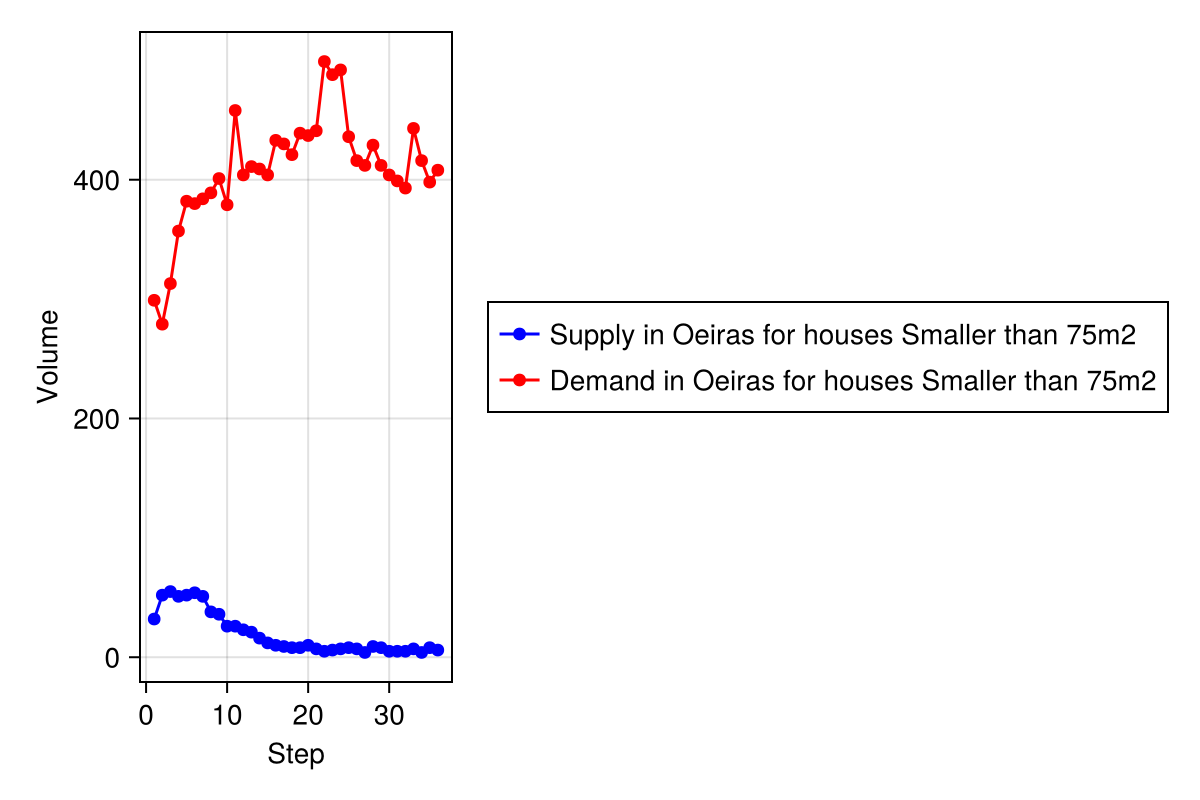 Volume
400
200
0
0 10 20 30
Step
Supply in Oeiras for houses Smaller than 75m2
Demand in Oeiras for houses Smaller than 75m2